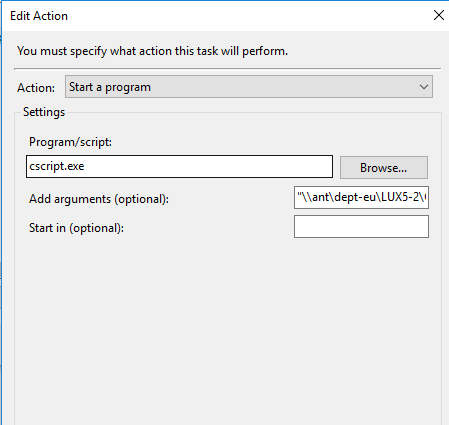 Edit Action
You must specify what action this task will perform.
Action: Start a program
Settings
Program/script:
cscript.exe Browse...
Add arguments (optional): "\\ant\dept-eu\LUX5-2\
Start in (optional):